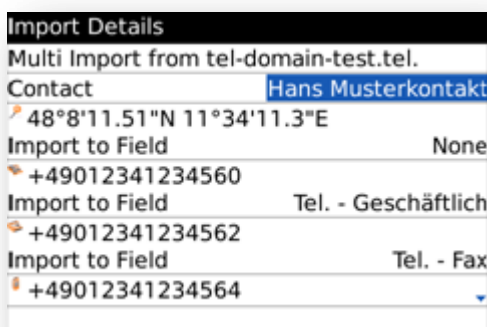 Import Details
Multi Import from tel-domain-test.tel.
Contact Hans Musterkontakt
48°8'11.51"N 11°34'11.3"E
Import to Field None
+49012341234560
Import to Field Tel. - Geschäftlich
+49012341234562
Import to Field Tel. - Fax
+49012341234564